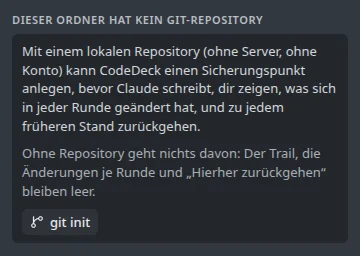 DIESER ORDNER HAT KEIN GIT-REPOSITORY
Mit einem lokalen Repository (ohne Server, ohne
Konto) kann CodeDeck einen Sicherungspunkt
anlegen, bevor Claude schreibt, dir zeigen, was sich
in jeder Runde geändert hat, und zu jedem
früheren Stand zurückgehen.
Ohne Repository geht nichts davon: Der Trail, die
Änderungen je Runde und „Hierher zurückgehen“
bleiben leer.
git init